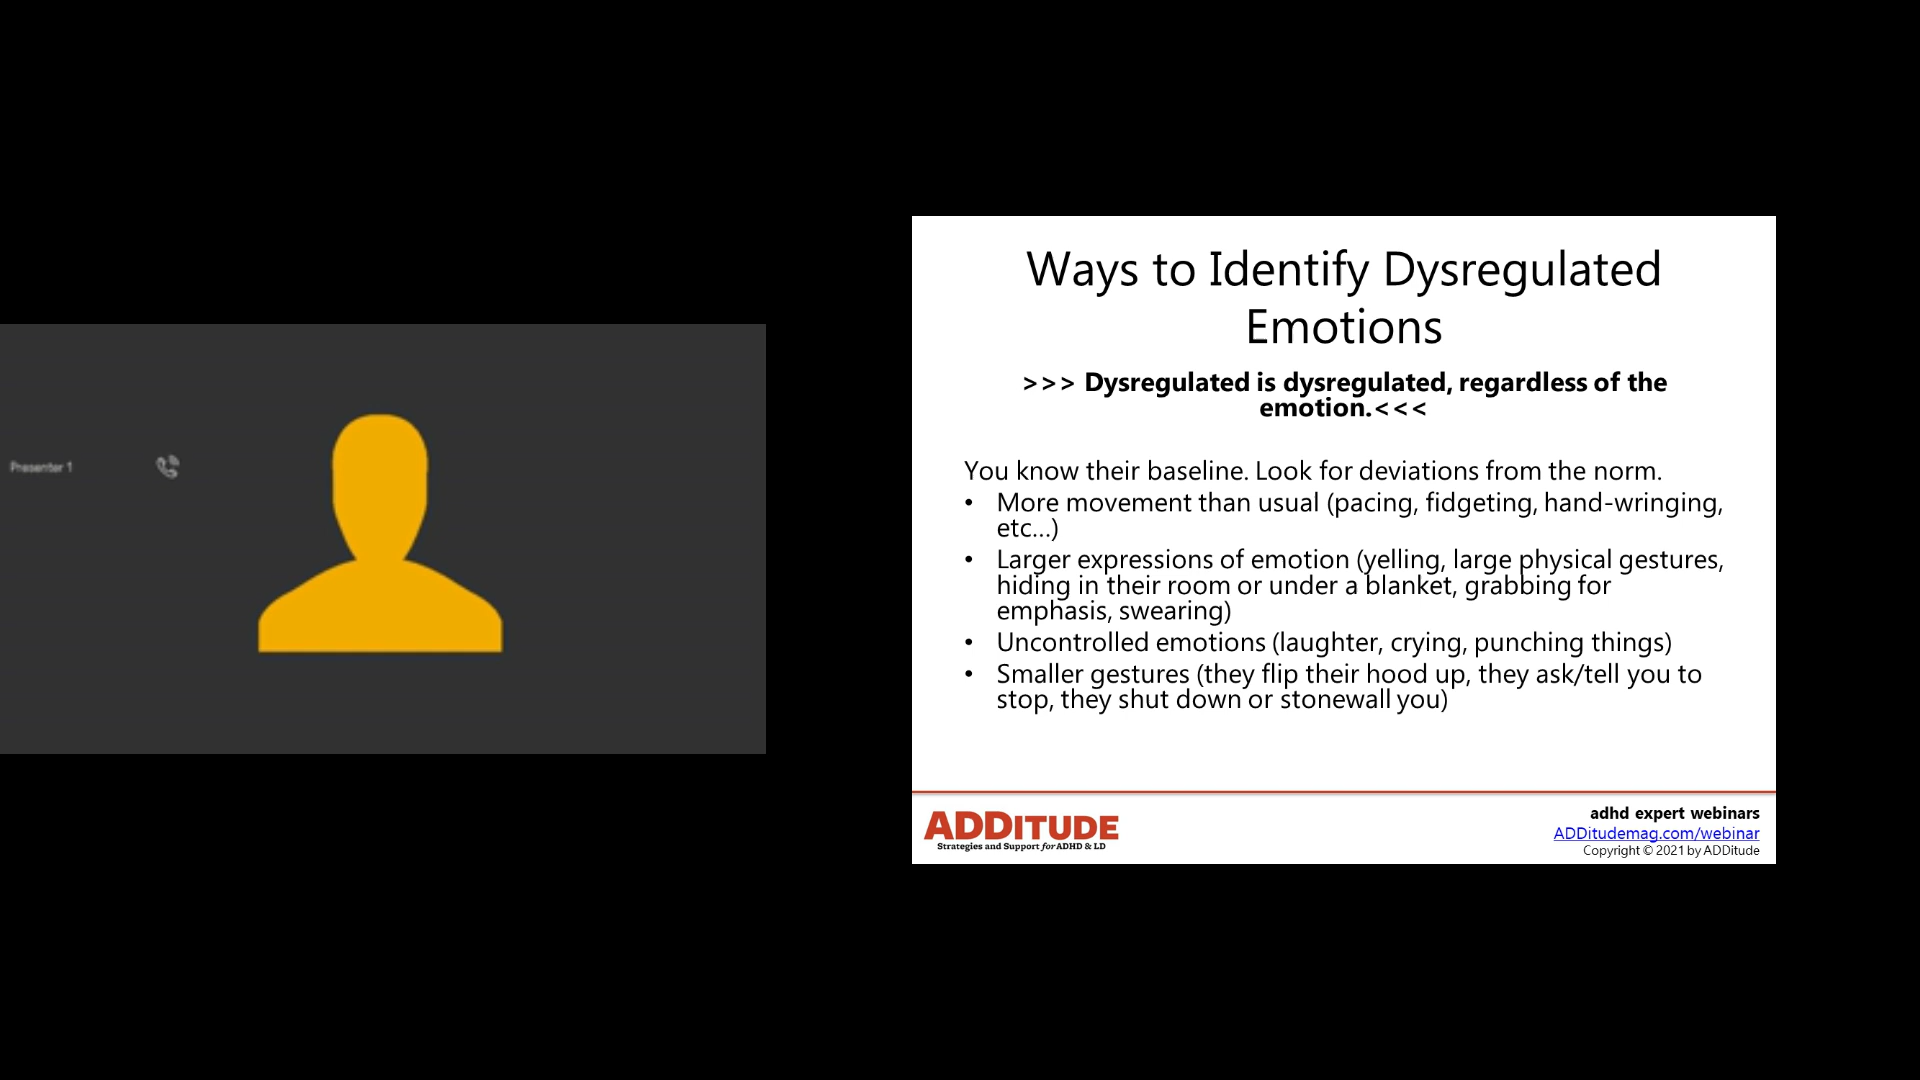 Presenter 1
Ways to Identify Dysregulated
Emotions
>>> Dysregulated is dysregulated, regardless of the
emotion.<<<
You know their baseline. Look for deviations from the norm.
• More movement than usual (pacing, fidgeting, hand-wringing,
etc...)
• Larger expressions of emotion (yelling, large physical gestures,
hiding in their room or under a blanket, grabbing for
emphasis, swearing)
• Uncontrolled emotions (laughter, crying, punching things)
• Smaller gestures (they flip their hood up, they ask/tell you to
stop, they shut down or stonewall you)
ADDITUDE
Strategies and Support for ADHD & LD
adhd expert webinars
ADDitudemag.com/webinar
Copyright © 2021 by ADDitude